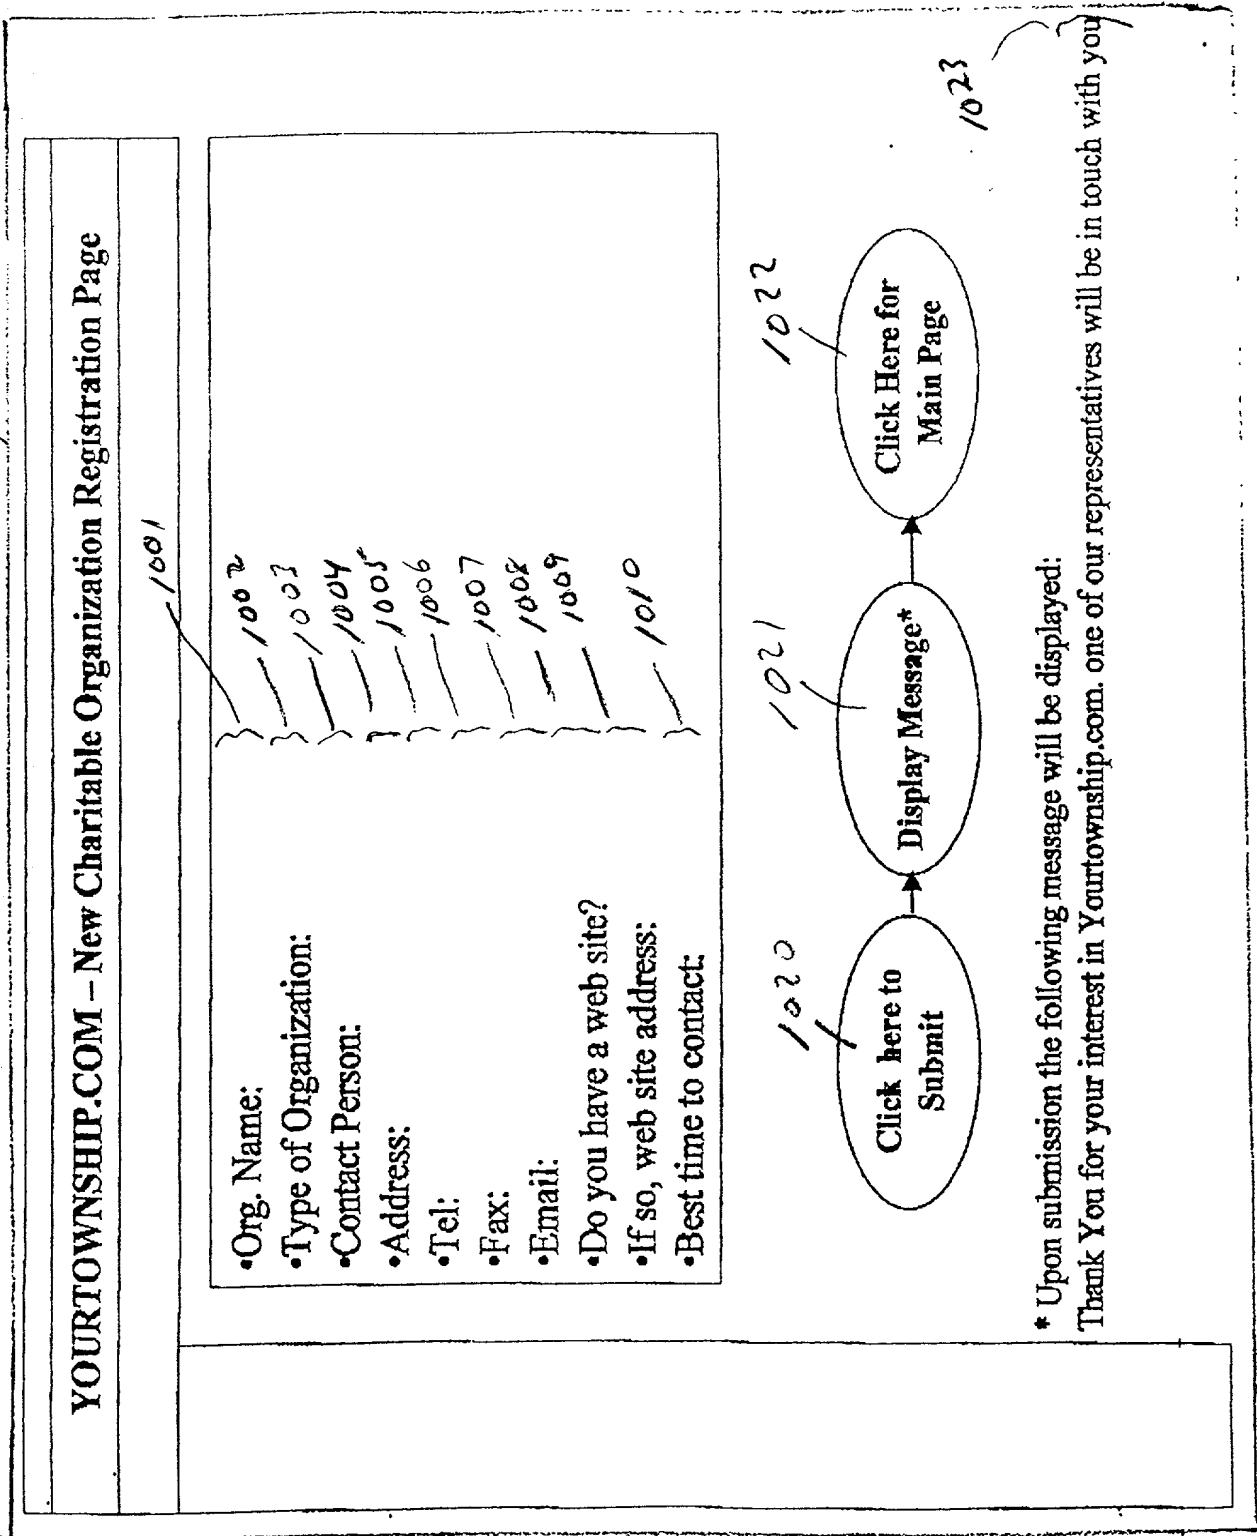 YOURTOWNSHIP.COM – New Charitable Organization Registration Page
1001
•Org. Name: 1002
•Type of Organization: 1003
•Contact Person: 1004
•Address: 1005
•Tel: 1006
•Fax: 1007
•Email: 1008
•Do you have a web site? 1009
•If so, web site address: 1010
•Best time to contact:
1020 1021 1022
Click here to Submit Display Message* Click Here for Main Page
1023
* Upon submission the following message will be displayed:
Thank You for your interest in Yourtownship.com. one of our representatives will be in touch with you